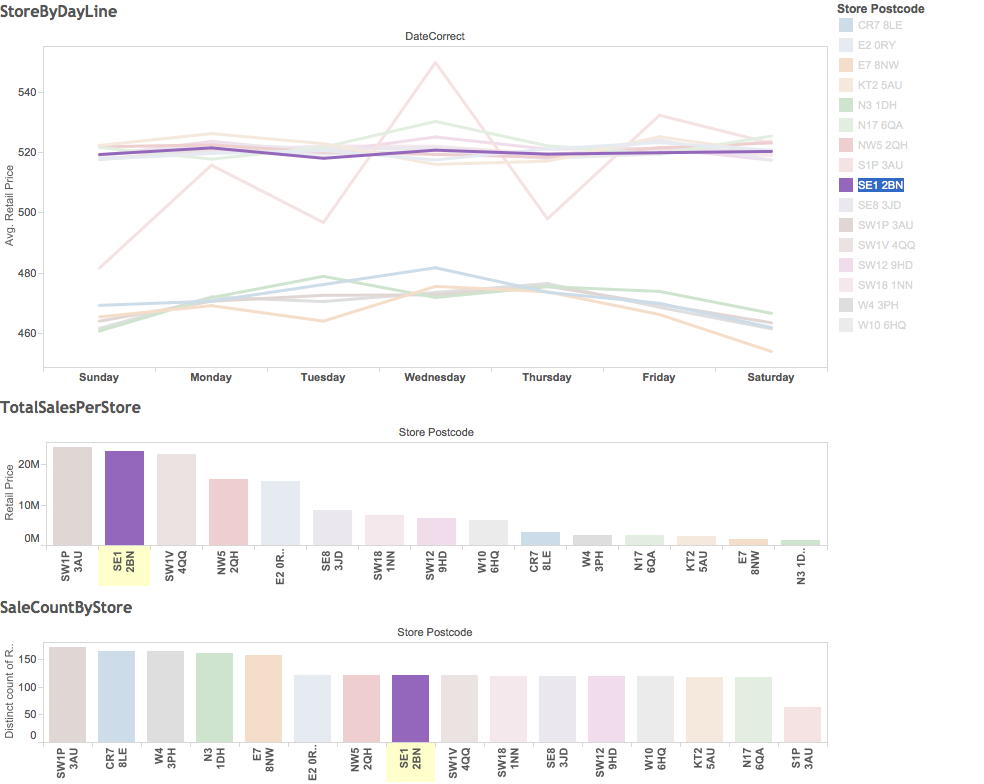 StoreByDayLine
DateCorrect
540
520
500
480
460
Avg. Retail Price
Sunday Monday Tuesday Wednesday Thursday Friday Saturday
Store Postcode
CR7 8LE
E2 0RY
E7 8NW
KT2 5AU
N3 1DH
N17 6QA
NW5 2QH
S1P 3AU
SE1 2BN
SE8 3JD
SW1P 3AU
SW1V 4QQ
SW12 9HD
SW18 1NN
W4 3PH
W10 6HQ
TotalSalesPerStore
Store Postcode
20M
10M
0M
Retail Price
SW1P 3AU
SE1 2BN
SW1V 4QQ
NW5 2QH
E2 0R..
SE8 3JD
SW18 1NN
SW12 9HD
W10 6HQ
CR7 8LE
W4 3PH
N17 6QA
KT2 5AU
E7 8NW
N3 1D..
SaleCountByStore
Store Postcode
150
100
50
0
Distinct count of R..
SW1P 3AU
CR7 8LE
W4 3PH
N3 1DH
E7 8NW
E2 0R..
NW5 2QH
SE1 2BN
SW1V 4QQ
SW18 1NN
SE8 3JD
SW12 9HD
W10 6HQ
KT2 5AU
N17 6QA
S1P 3AU